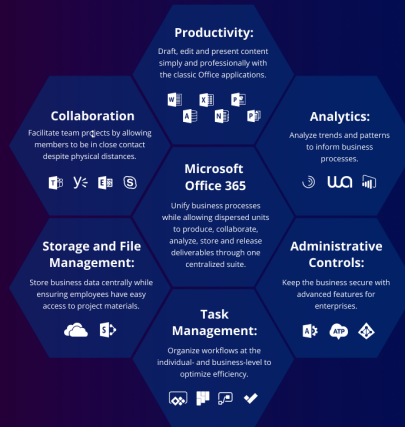 Productivity:
Draft, edit and present content
simply and professionally with
the classic Office applications.
W X P
A N P
Collaboration
Facilitate team projects by allowing
members to be in close contact
despite physical distances.
Analytics:
Analyze trends and patterns
to inform business
processes.
Microsoft
Office 365
Unify business processes
while allowing dispersed units
to produce, collaborate,
analyze, store and release
deliverables through one
centralized suite.
Storage and File
Management:
Store business data centrally while
ensuring employees have easy
access to project materials.
Administrative
Controls:
Keep the business secure with
advanced features for
enterprises.
ATP
Task
Management:
Organize workflows at the
individual- and business-level to
optimize efficiency.